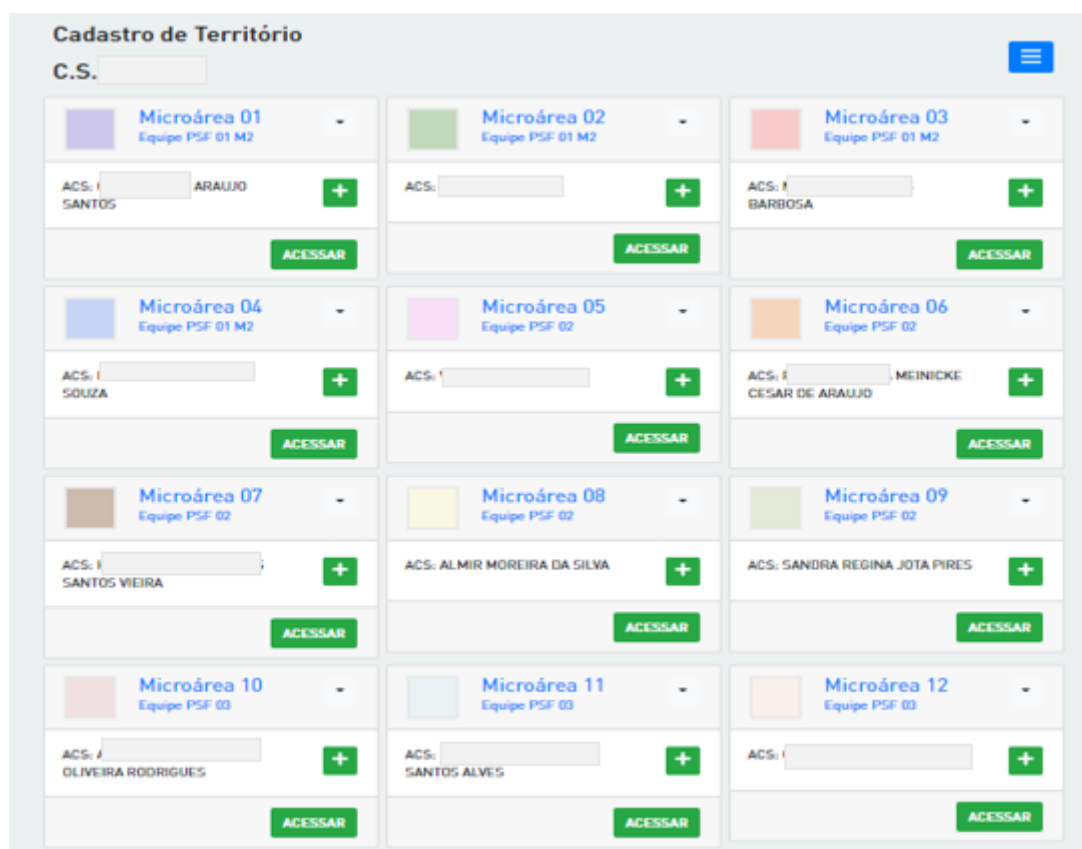 Cadastro de Território
C.S.
Microárea 01
Equipe PSF 01 M2
ACS: ARAUJO
SANTOS
ACESSAR
Microárea 02
Equipe PSF 01 M2
ACS:
ACESSAR
Microárea 03
Equipe PSF 01 M2
ACS:
BARBOSA
ACESSAR
Microárea 04
Equipe PSF 01 M2
ACS:
SOUZA
ACESSAR
Microárea 05
Equipe PSF 02
ACS:
ACESSAR
Microárea 06
Equipe PSF 02
ACS: MEINICKE
CESAR DE ARAUJO
ACESSAR
Microárea 07
Equipe PSF 02
ACS:
SANTOS VIEIRA
ACESSAR
Microárea 08
Equipe PSF 02
ACS: ALMIR MOREIRA DA SILVA
ACESSAR
Microárea 09
Equipe PSF 02
ACS: SANDRA REGINA JOTA PIRES
ACESSAR
Microárea 10
Equipe PSF 03
ACS:
OLIVEIRA RODRIGUES
ACESSAR
Microárea 11
Equipe PSF 03
ACS:
SANTOS ALVES
ACESSAR
Microárea 12
Equipe PSF 03
ACS:
ACESSAR